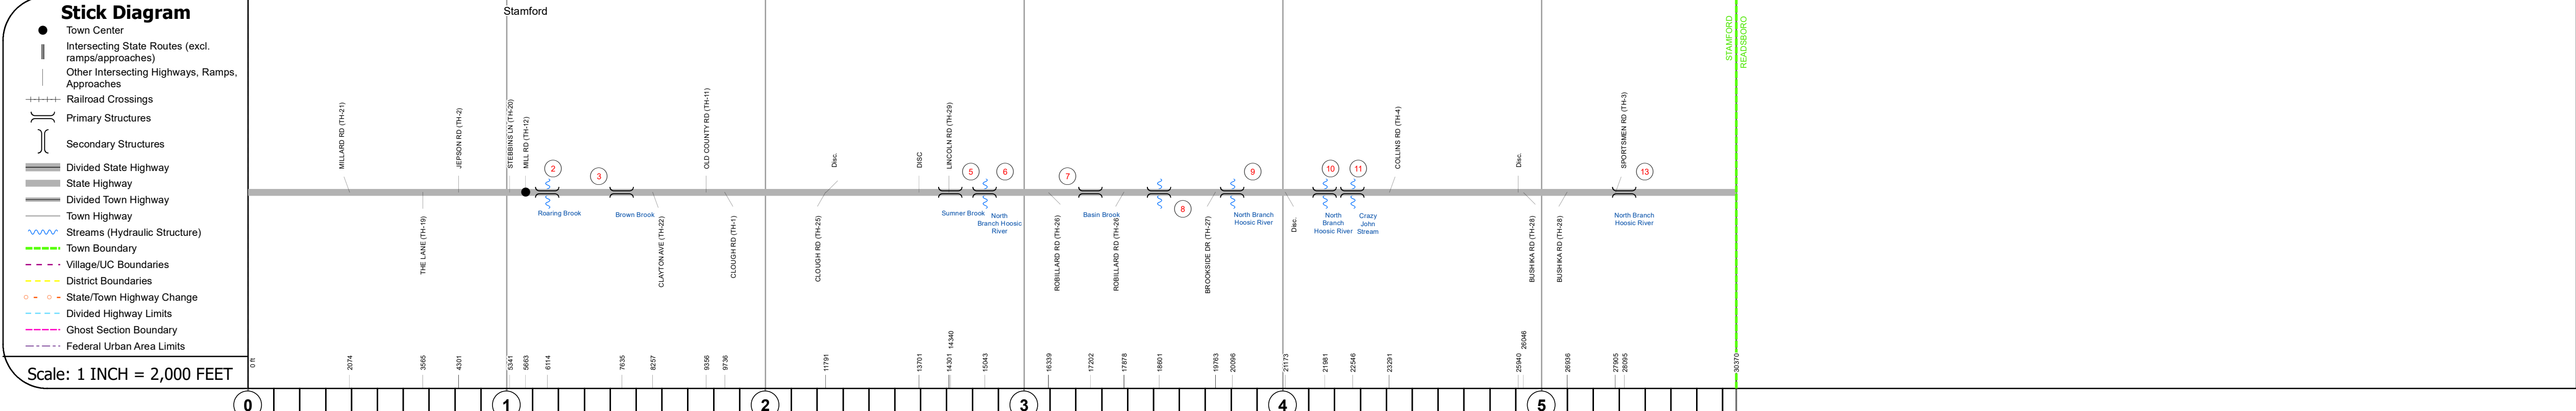 Stick Diagram
Town Center
Intersecting State Routes (excl.
ramps/approaches)
Other Intersecting Highways, Ramps,
Approaches
Railroad Crossings
Primary Structures
Secondary Structures
Divided State Highway
State Highway
Divided Town Highway
Town Highway
Streams (Hydraulic Structure)
Town Boundary
Village/UC Boundaries
District Boundaries
State/Town Highway Change
Divided Highway Limits
Ghost Section Boundary
Federal Urban Area Limits
Scale: 1 INCH = 2,000 FEET
Stamford
STAMFORD
READSBORO
MILLARD RD (TH-21)
JEPSON RD (TH-2)
STEBBINS LN (TH-20)
MILL RD (TH-12)
OLD COUNTY RD (TH-11)
Disc.
DISC
LINCOLN RD (TH-29)
COLLINS RD (TH-4)
Disc.
SPORTSMEN RD (TH-3)
2
3
5
6
7
8
9
10
11
13
Roaring Brook
Brown Brook
Sumner Brook
North
Branch Hoosic
River
Basin Brook
North Branch
Hoosic River
North
Branch
Hoosic River
Crazy
John
Stream
North Branch
Hoosic River
THE LANE (TH-19)
CLAYTON AVE (TH-22)
CLOUGH RD (TH-1)
CLOUGH RD (TH-25)
ROBILLARD RD (TH-26)
ROBILLARD RD (TH-26)
BROOKSIDE DR (TH-27)
Disc.
BUSHIKA RD (TH-28)
BUSHIKA RD (TH-28)
0 ft
2074
3565
4301
5341
5663
6114
7635
8257
9356
9736
11791
13701
14301
14340
15043
16339
17202
17878
18601
19763
20096
21173
21981
22546
23291
25940
26046
26936
27905
28095
30370
0
1
2
3
4
5